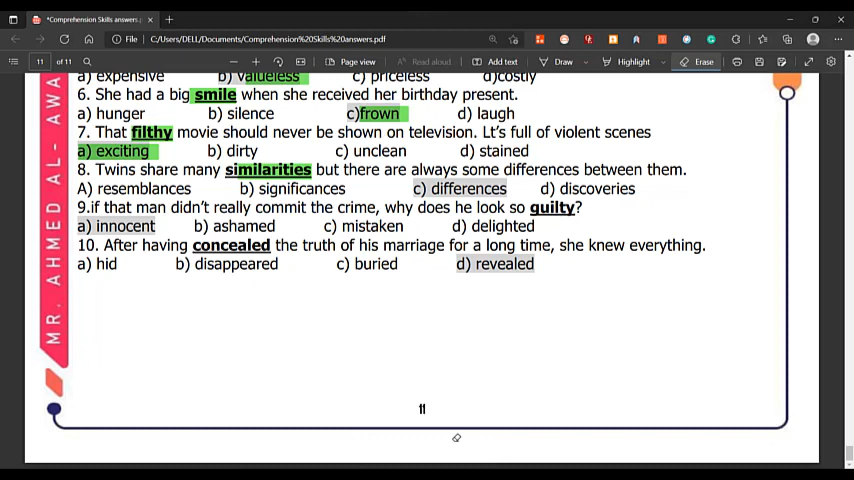 *Comprehension Skills answers.p
File
C:/Users/DELL/Documents/Comprehension%20Skills%20answers.pdf
11 of 11
Page view
Read aloud
Add text
Draw
Highlight
Erase
a) expensive b) valueless c) priceless d)costly
6. She had a big smile when she received her birthday present.
a) hunger b) silence c)frown d) laugh
7. That filthy movie should never be shown on television. Lt’s full of violent scenes
a) exciting b) dirty c) unclean d) stained
8. Twins share many similarities but there are always some differences between them.
A) resemblances b) significances c) differences d) discoveries
9.if that man didn’t really commit the crime, why does he look so guilty?
a) innocent b) ashamed c) mistaken d) delighted
10. After having concealed the truth of his marriage for a long time, she knew everything.
a) hid b) disappeared c) buried d) revealed
MR. AHMED AL- AWA
11